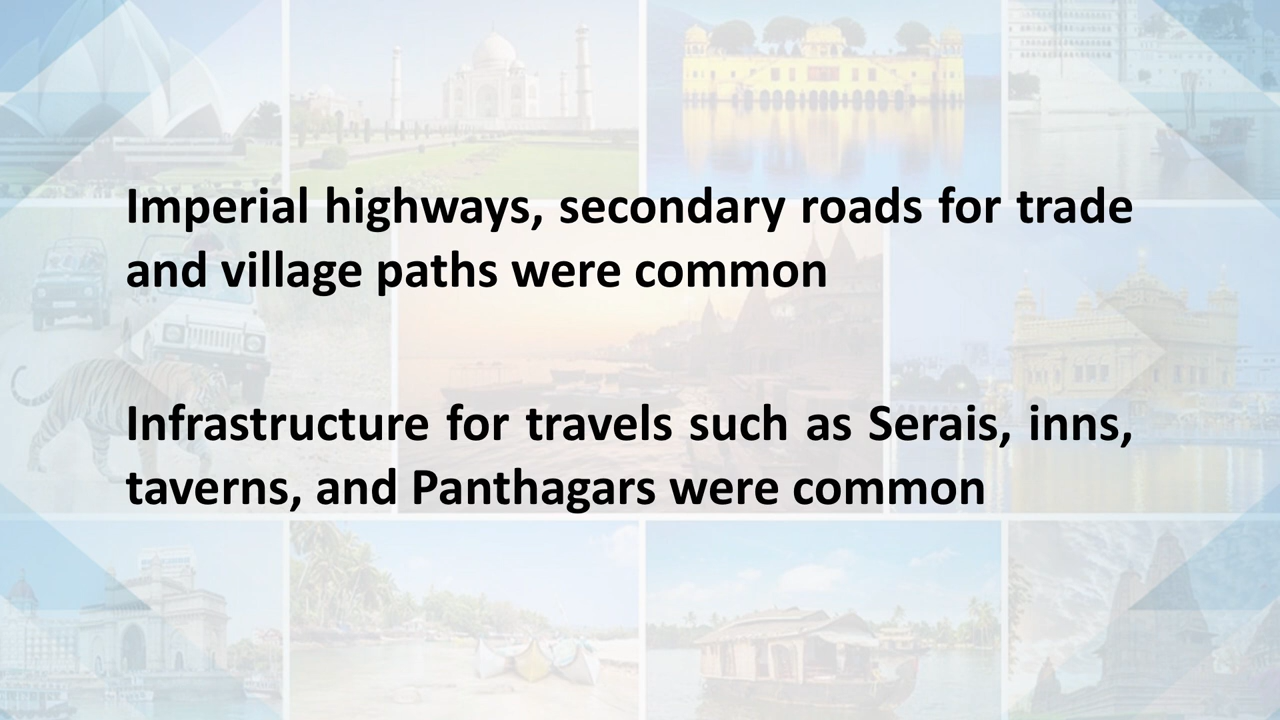 Imperial highways, secondary roads for trade
and village paths were common
Infrastructure for travels such as Serais, inns,
taverns, and Panthagars were common